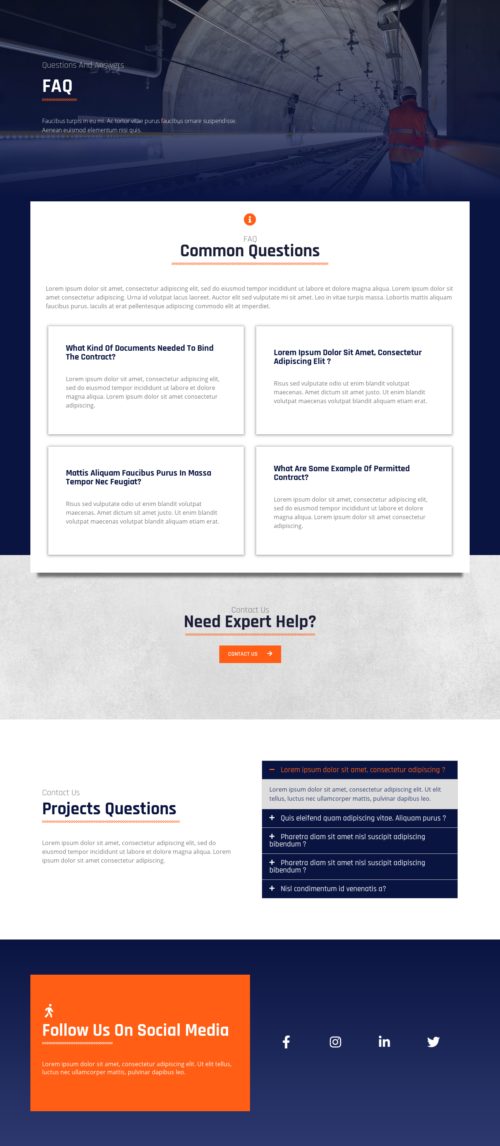 Questions And Answers
FAQ
Faucibus turpis in eu mi. Ac tortor vitae purus faucibus ornare suspendisse.
Aenean euismod elementum nisi quis.
FAQ
Common Questions
Lorem ipsum dolor sit amet, consectetur adipiscing elit, sed do eiusmod tempor incididunt ut labore et dolore magna aliqua. Lorem ipsum dolor sit
amet consectetur adipiscing. Urna id volutpat lacus laoreet. Auctor elit sed vulputate mi sit amet. Leo in vitae turpis massa. Lobortis mattis aliquam
faucibus purus. Iaculis at erat pellentesque adipiscing commodo elit at imperdiet.
What Kind Of Documents Needed To Bind
The Contract?
Lorem ipsum dolor sit amet, consectetur adipiscing elit,
sed do eiusmod tempor incididunt ut labore et dolore
magna aliqua. Lorem ipsum dolor sit amet consectetur
adipiscing.
Lorem Ipsum Dolor Sit Amet, Consectetur
Adipiscing Elit ?
Risus sed vulputate odio ut enim blandit volutpat
maecenas. Amet dictum sit amet justo. Ut enim blandit
volutpat maecenas volutpat blandit aliquam etiam erat.
Mattis Aliquam Faucibus Purus In Massa
Tempor Nec Feugiat?
Risus sed vulputate odio ut enim blandit volutpat
maecenas. Amet dictum sit amet justo. Ut enim blandit
volutpat maecenas volutpat blandit aliquam etiam erat.
What Are Some Example Of Permitted
Contract?
Lorem ipsum dolor sit amet, consectetur adipiscing elit,
sed do eiusmod tempor incididunt ut labore et dolore
magna aliqua. Lorem ipsum dolor sit amet consectetur
adipiscing.
Contact Us
Need Expert Help?
CONTACT US
Contact Us
Projects Questions
Lorem ipsum dolor sit amet, consectetur adipiscing elit, sed do
eiusmod tempor incididunt ut labore et dolore magna aliqua. Lorem
ipsum dolor sit amet consectetur adipiscing.
Lorem ipsum dolor sit amet, consectetur adipiscing ?
Lorem ipsum dolor sit amet, consectetur adipiscing elit. Ut elit
tellus, luctus nec ullamcorper mattis, pulvinar dapibus leo.
Quis eleifend quam adipiscing vitae. Aliquam purus ?
Pharetra diam sit amet nisl suscipit adipiscing
bibendum ?
Pharetra diam sit amet nisl suscipit adipiscing
bibendum ?
Nisl condimentum id venenatis a?
Follow Us On Social Media
Lorem ipsum dolor sit amet, consectetur adipiscing elit. Ut elit tellus,
luctus nec ullamcorper mattis, pulvinar dapibus leo.